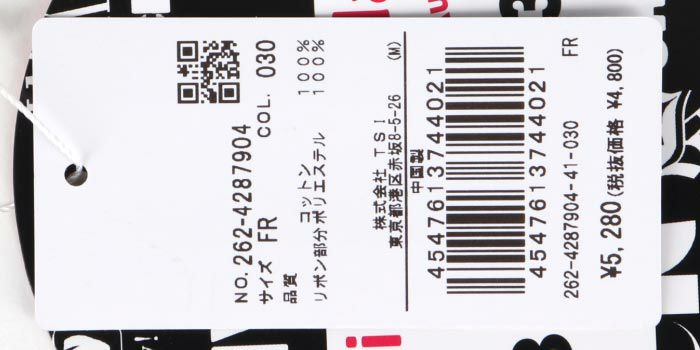 NO. 262-4287904
COL. 030
サイズ FR
品質
コットン 100%
リボン部分ポリエステル 100%
株式会社 TSI
東京都港区赤坂8-5-26 (M)
中国製
4547613744021
4547613744021
262-4287904-41-030
FR
¥5,280(税抜価格 ¥4,800)